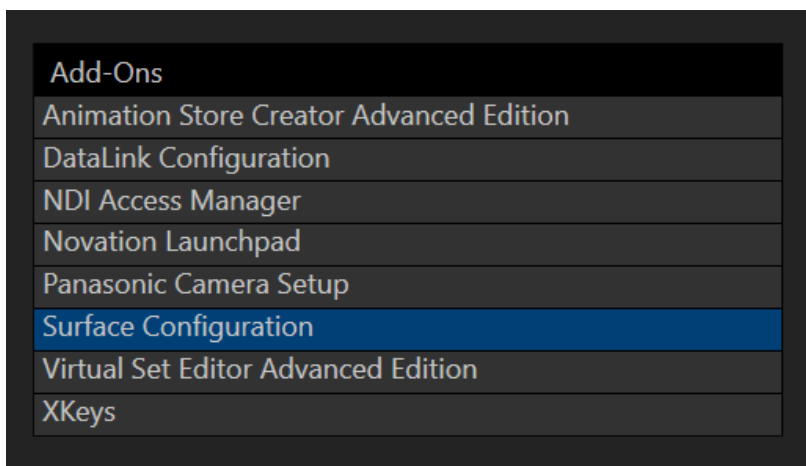 Add-Ons
Animation Store Creator Advanced Edition
DataLink Configuration
NDI Access Manager
Novation Launchpad
Panasonic Camera Setup
Surface Configuration
Virtual Set Editor Advanced Edition
XKeys